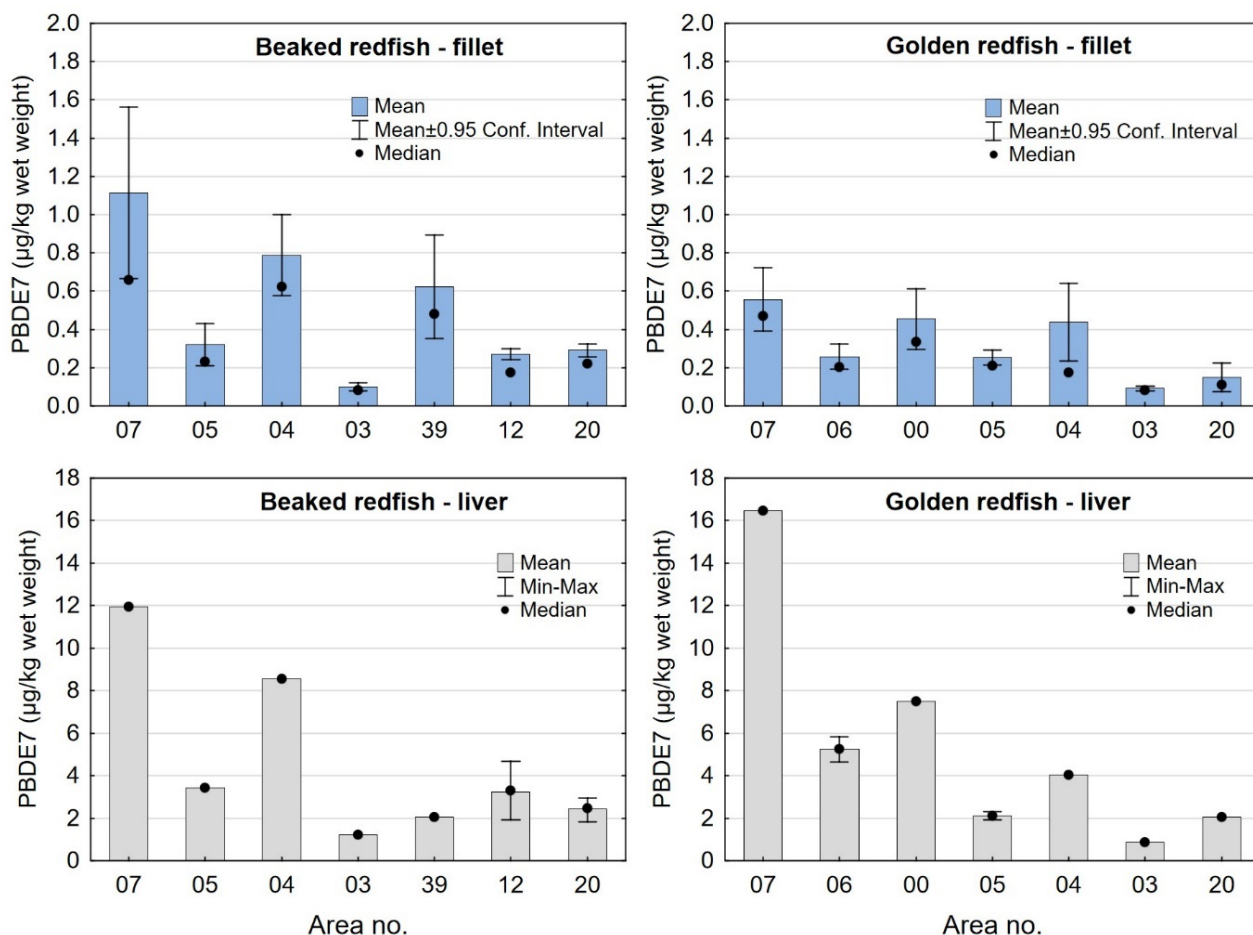 Beaked redfish - fillet
Mean
Mean±0.95 Conf. Interval
Median
PBDE7 (µg/kg wet weight)
2.0
1.8
1.6
1.4
1.2
1.0
0.8
0.6
0.4
0.2
0.0
07 05 04 03 39 12 20
Golden redfish - fillet
Mean
Mean±0.95 Conf. Interval
Median
PBDE7 (µg/kg wet weight)
2.0
1.8
1.6
1.4
1.2
1.0
0.8
0.6
0.4
0.2
0.0
07 06 00 05 04 03 20
Beaked redfish - liver
Mean
Min-Max
Median
PBDE7 (µg/kg wet weight)
18
16
14
12
10
8
6
4
2
0
07 05 04 03 39 12 20
Area no.
Golden redfish - liver
Mean
Min-Max
Median
PBDE7 (µg/kg wet weight)
18
16
14
12
10
8
6
4
2
0
07 06 00 05 04 03 20
Area no.